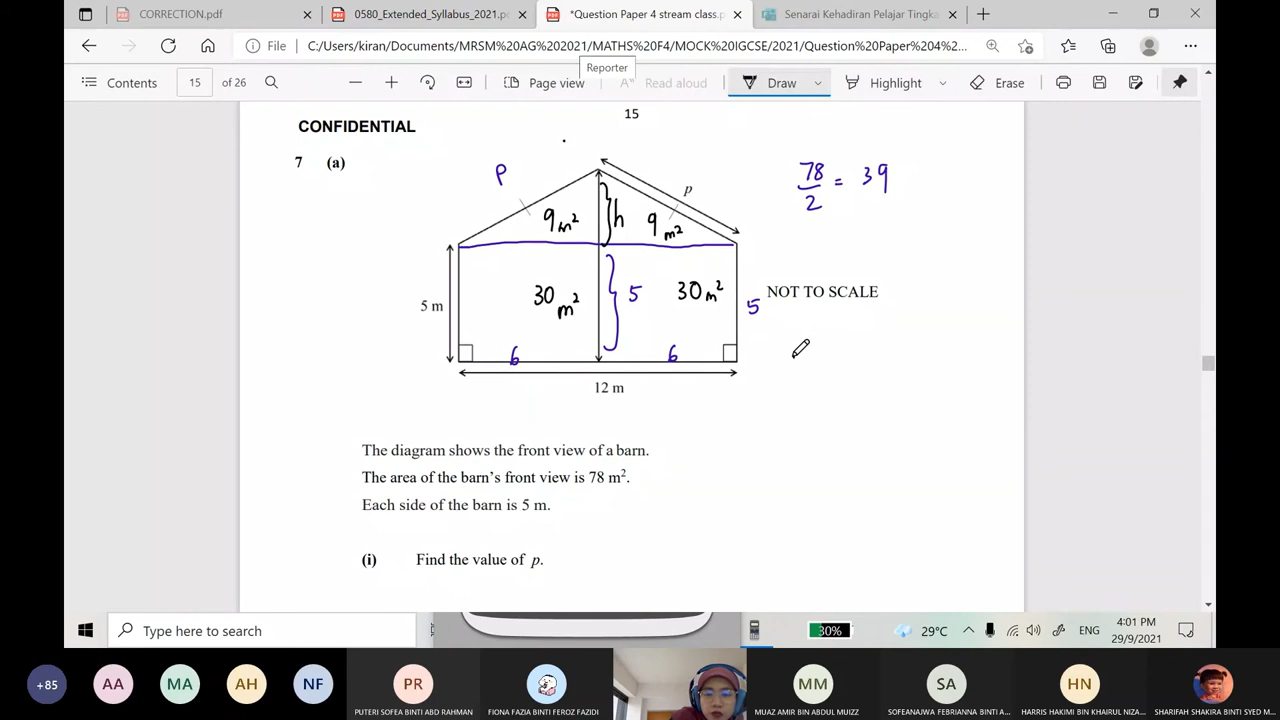 CORRECTION.pdf
0580_Extended_Syllabus_2021.p
*Question Paper 4 stream class.p
Senarai Kehadiran Pelajar Tingka
File
C:/Users/kiran/Documents/MRSM%20AG%202021/MATHS%20F4/MOCK%20IGCSE/2021/Question%20Paper%204%2...
Reporter
Contents
15
of 26
Page view
Read aloud
Draw
Highlight
Erase
15
CONFIDENTIAL
7 (a)
P
p
78
2
= 39
9m²
h
9 m²
5 m
30 m²
5
30 m²
5
NOT TO SCALE
6
6
12 m
The diagram shows the front view of a barn.
The area of the barn's front view is 78 m².
Each side of the barn is 5 m.
(i) Find the value of p.
Type here to search
30%
29°C
ENG
4:01 PM
29/9/2021
+85
AA
MA
AH
NF
PR
MM
SA
HN
PUTERI SOFEA BINTI ABD RAHMAN
FIONA FAZIA BINTI FEROZ FAZIDI
MUAZ AMIR BIN ABDUL MUIZZ
SOFEANAJWA FEBRIANNA BINTI A...
HARRIS HAKIMI BIN KHAIRUL NIZA...
SHARIFAH SHAKIRA BINTI SYED M...